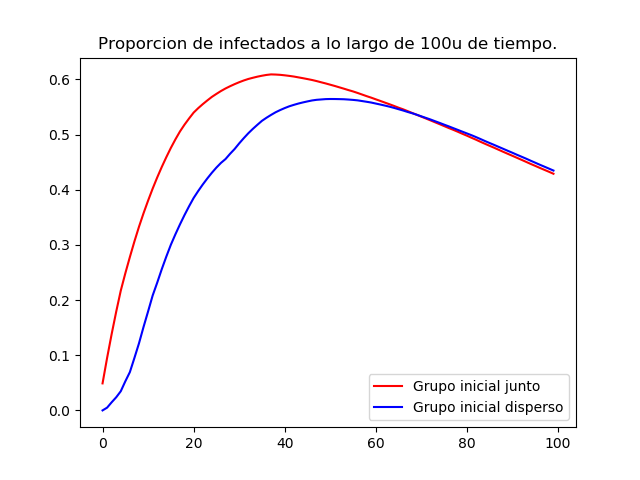 Proporcion de infectados a lo largo de 100u de tiempo.
0.6
0.5
0.4
0.3
0.2
0.1
0.0
Grupo inicial junto
Grupo inicial disperso
0 20 40 60 80 100